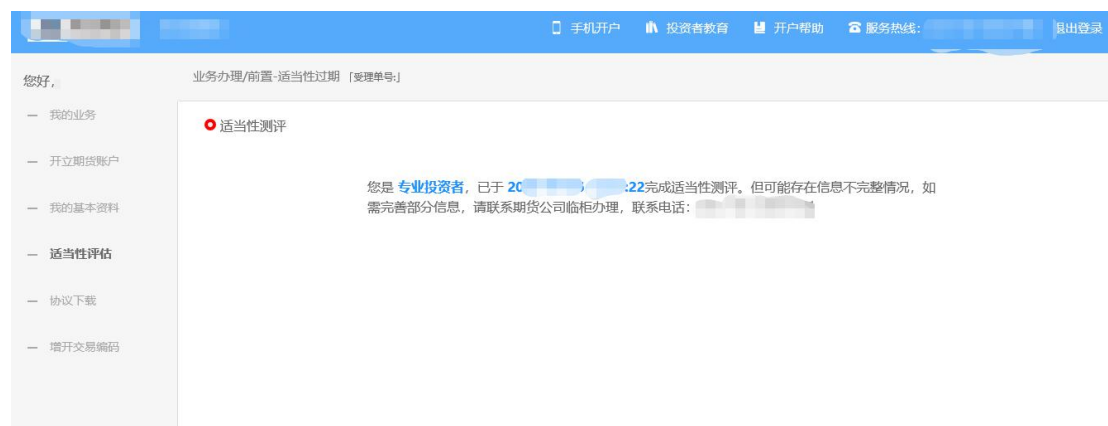 手机开户 投资者教育 开户帮助 服务热线: 退出登录
您好,
业务办理/前置-适当性过期「受理单号:」
我的业务
适当性测评
开立期货账户
您是 专业投资者, 已于 20 :22完成适当性测评。但可能存在信息不完整情况, 如
需完善部分信息, 请联系期货公司临柜办理, 联系电话:
我的基本资料
适当性评估
协议下载
增开交易编码